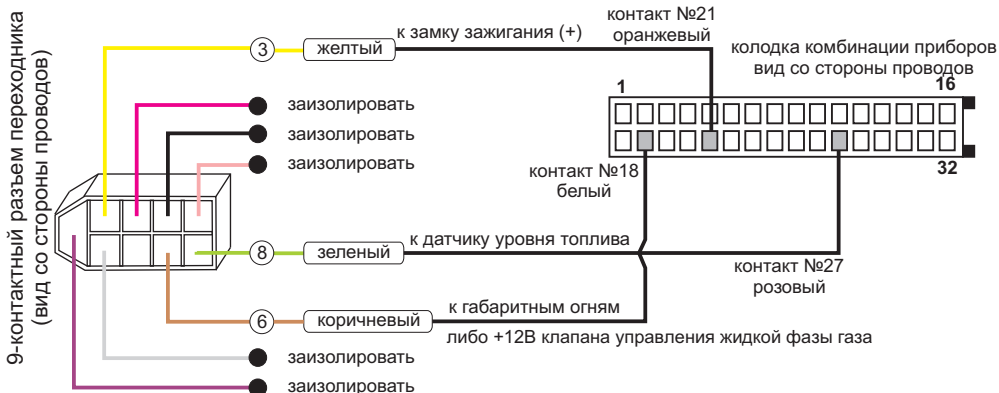 9-контактный разъем переходника
(вид со стороны проводов)
3
желтый
к замку зажигания (+)
контакт №21
оранжевый
колодка комбинации приборов
вид со стороны проводов
1
16
32
заизолировать
заизолировать
заизолировать
контакт №18
белый
8
зеленый
к датчику уровня топлива
контакт №27
розовый
6
коричневый
к габаритным огням
либо +12В клапана управления жидкой фазы газа
заизолировать
заизолировать